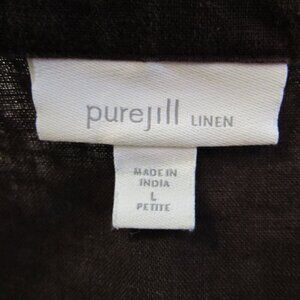 purejill LINEN
MADE IN
INDIA
L
PETITE